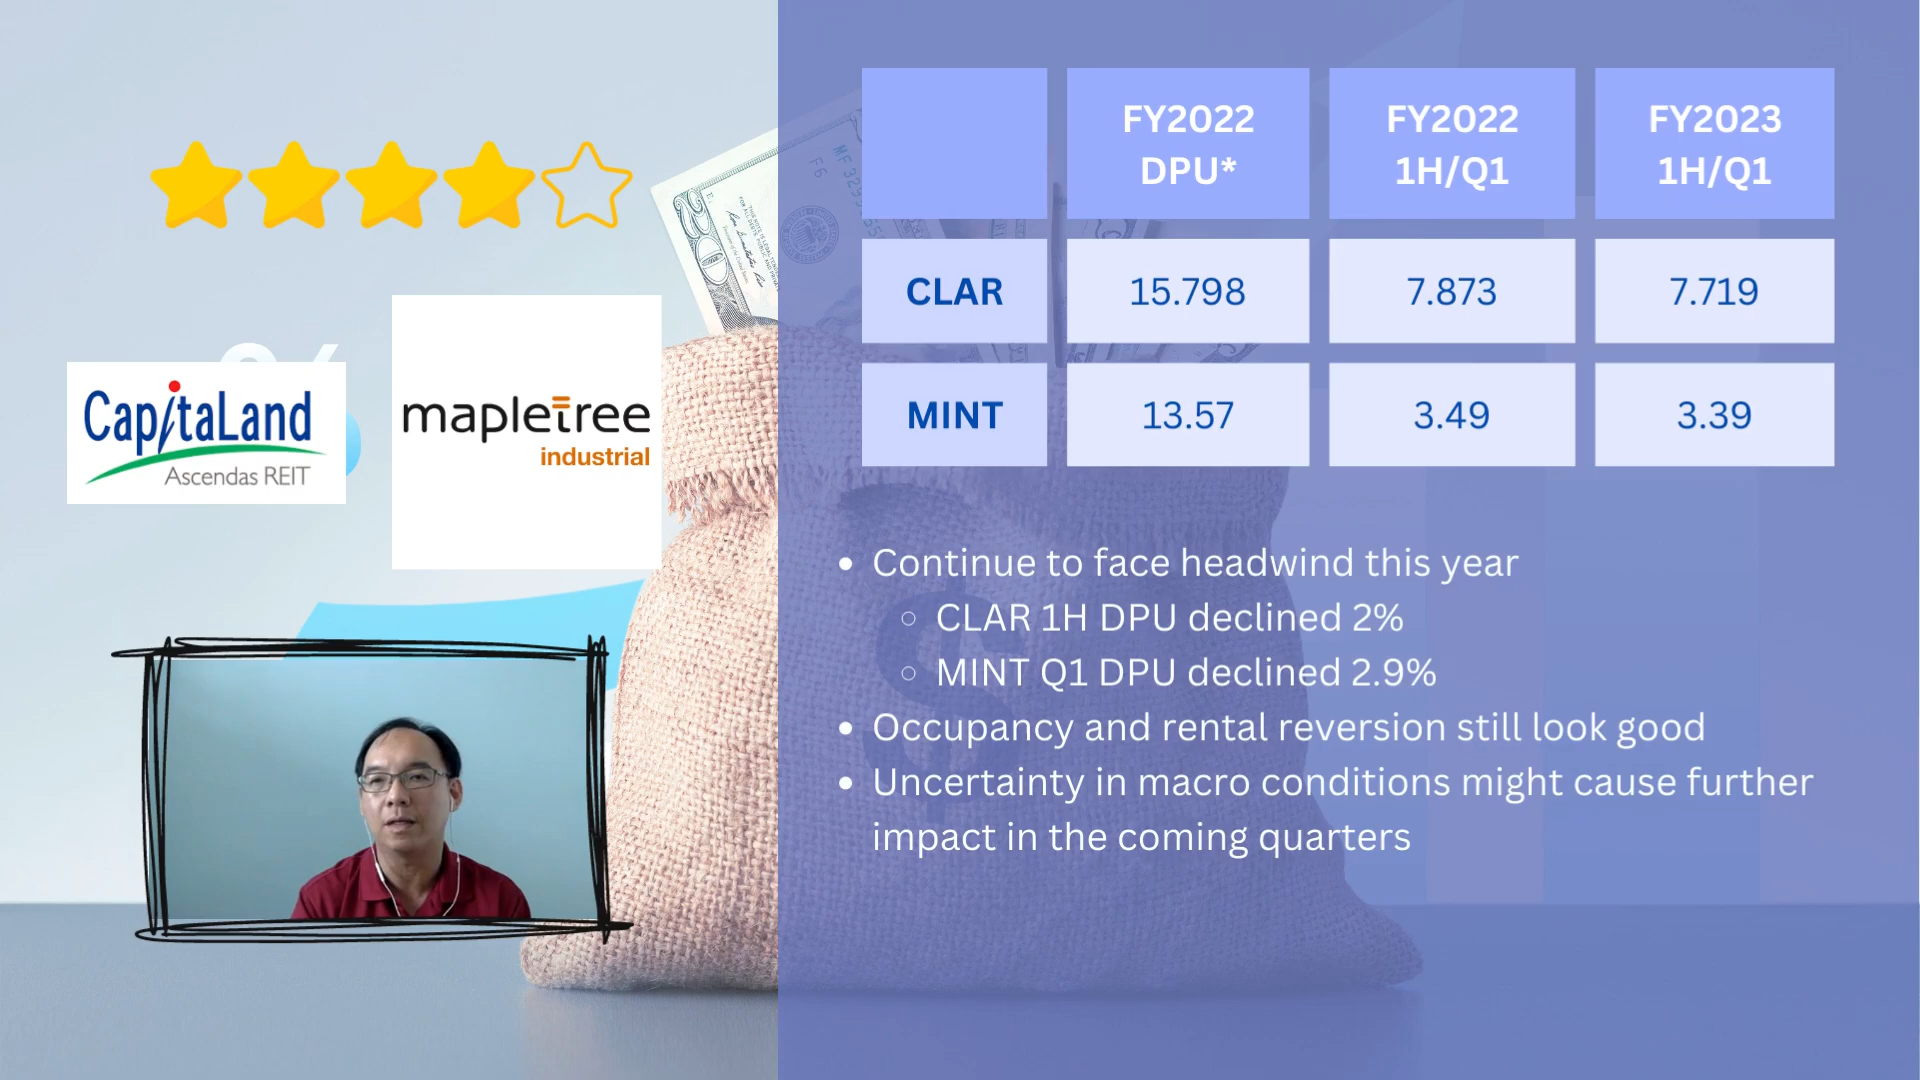 CapitaLand
Ascendas REIT
mapletree
industrial
FY2022
DPU*
FY2022
1H/Q1
FY2023
1H/Q1
CLAR 15.798 7.873 7.719
MINT 13.57 3.49 3.39
• Continue to face headwind this year
◦ CLAR 1H DPU declined 2%
◦ MINT Q1 DPU declined 2.9%
• Occupancy and rental reversion still look good
• Uncertainty in macro conditions might cause further
impact in the coming quarters